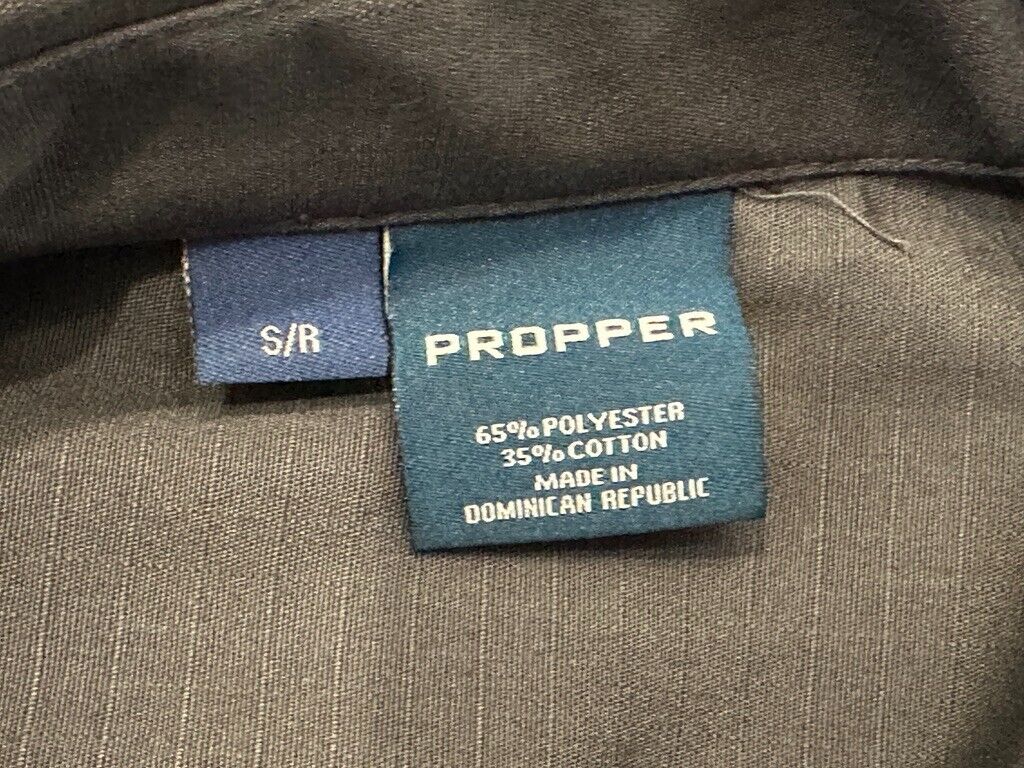 S/R
PROPPER
65% POLYESTER
35% COTTON
MADE IN
DOMINICAN REPUBLIC